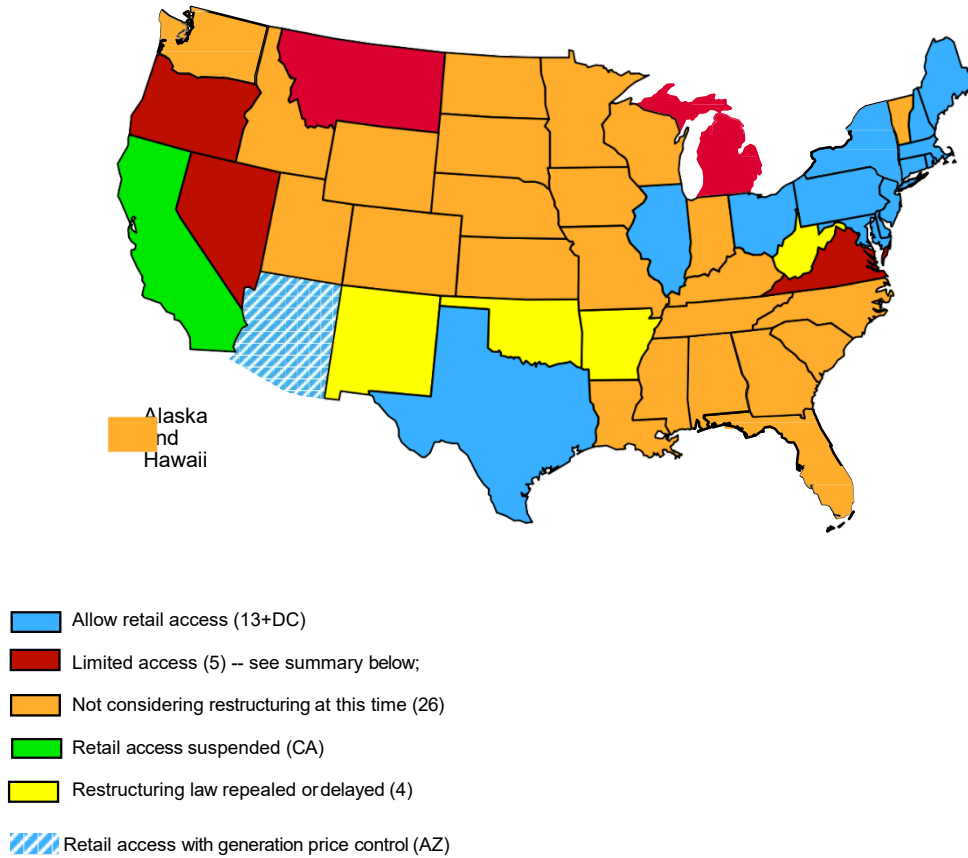 Alaska
nd
Hawaii
Allow retail access (13+DC)
Limited access (5) -- see summary below;
Not considering restructuring at this time (26)
Retail access suspended (CA)
Restructuring law repealed or delayed (4)
Retail access with generation price control (AZ)